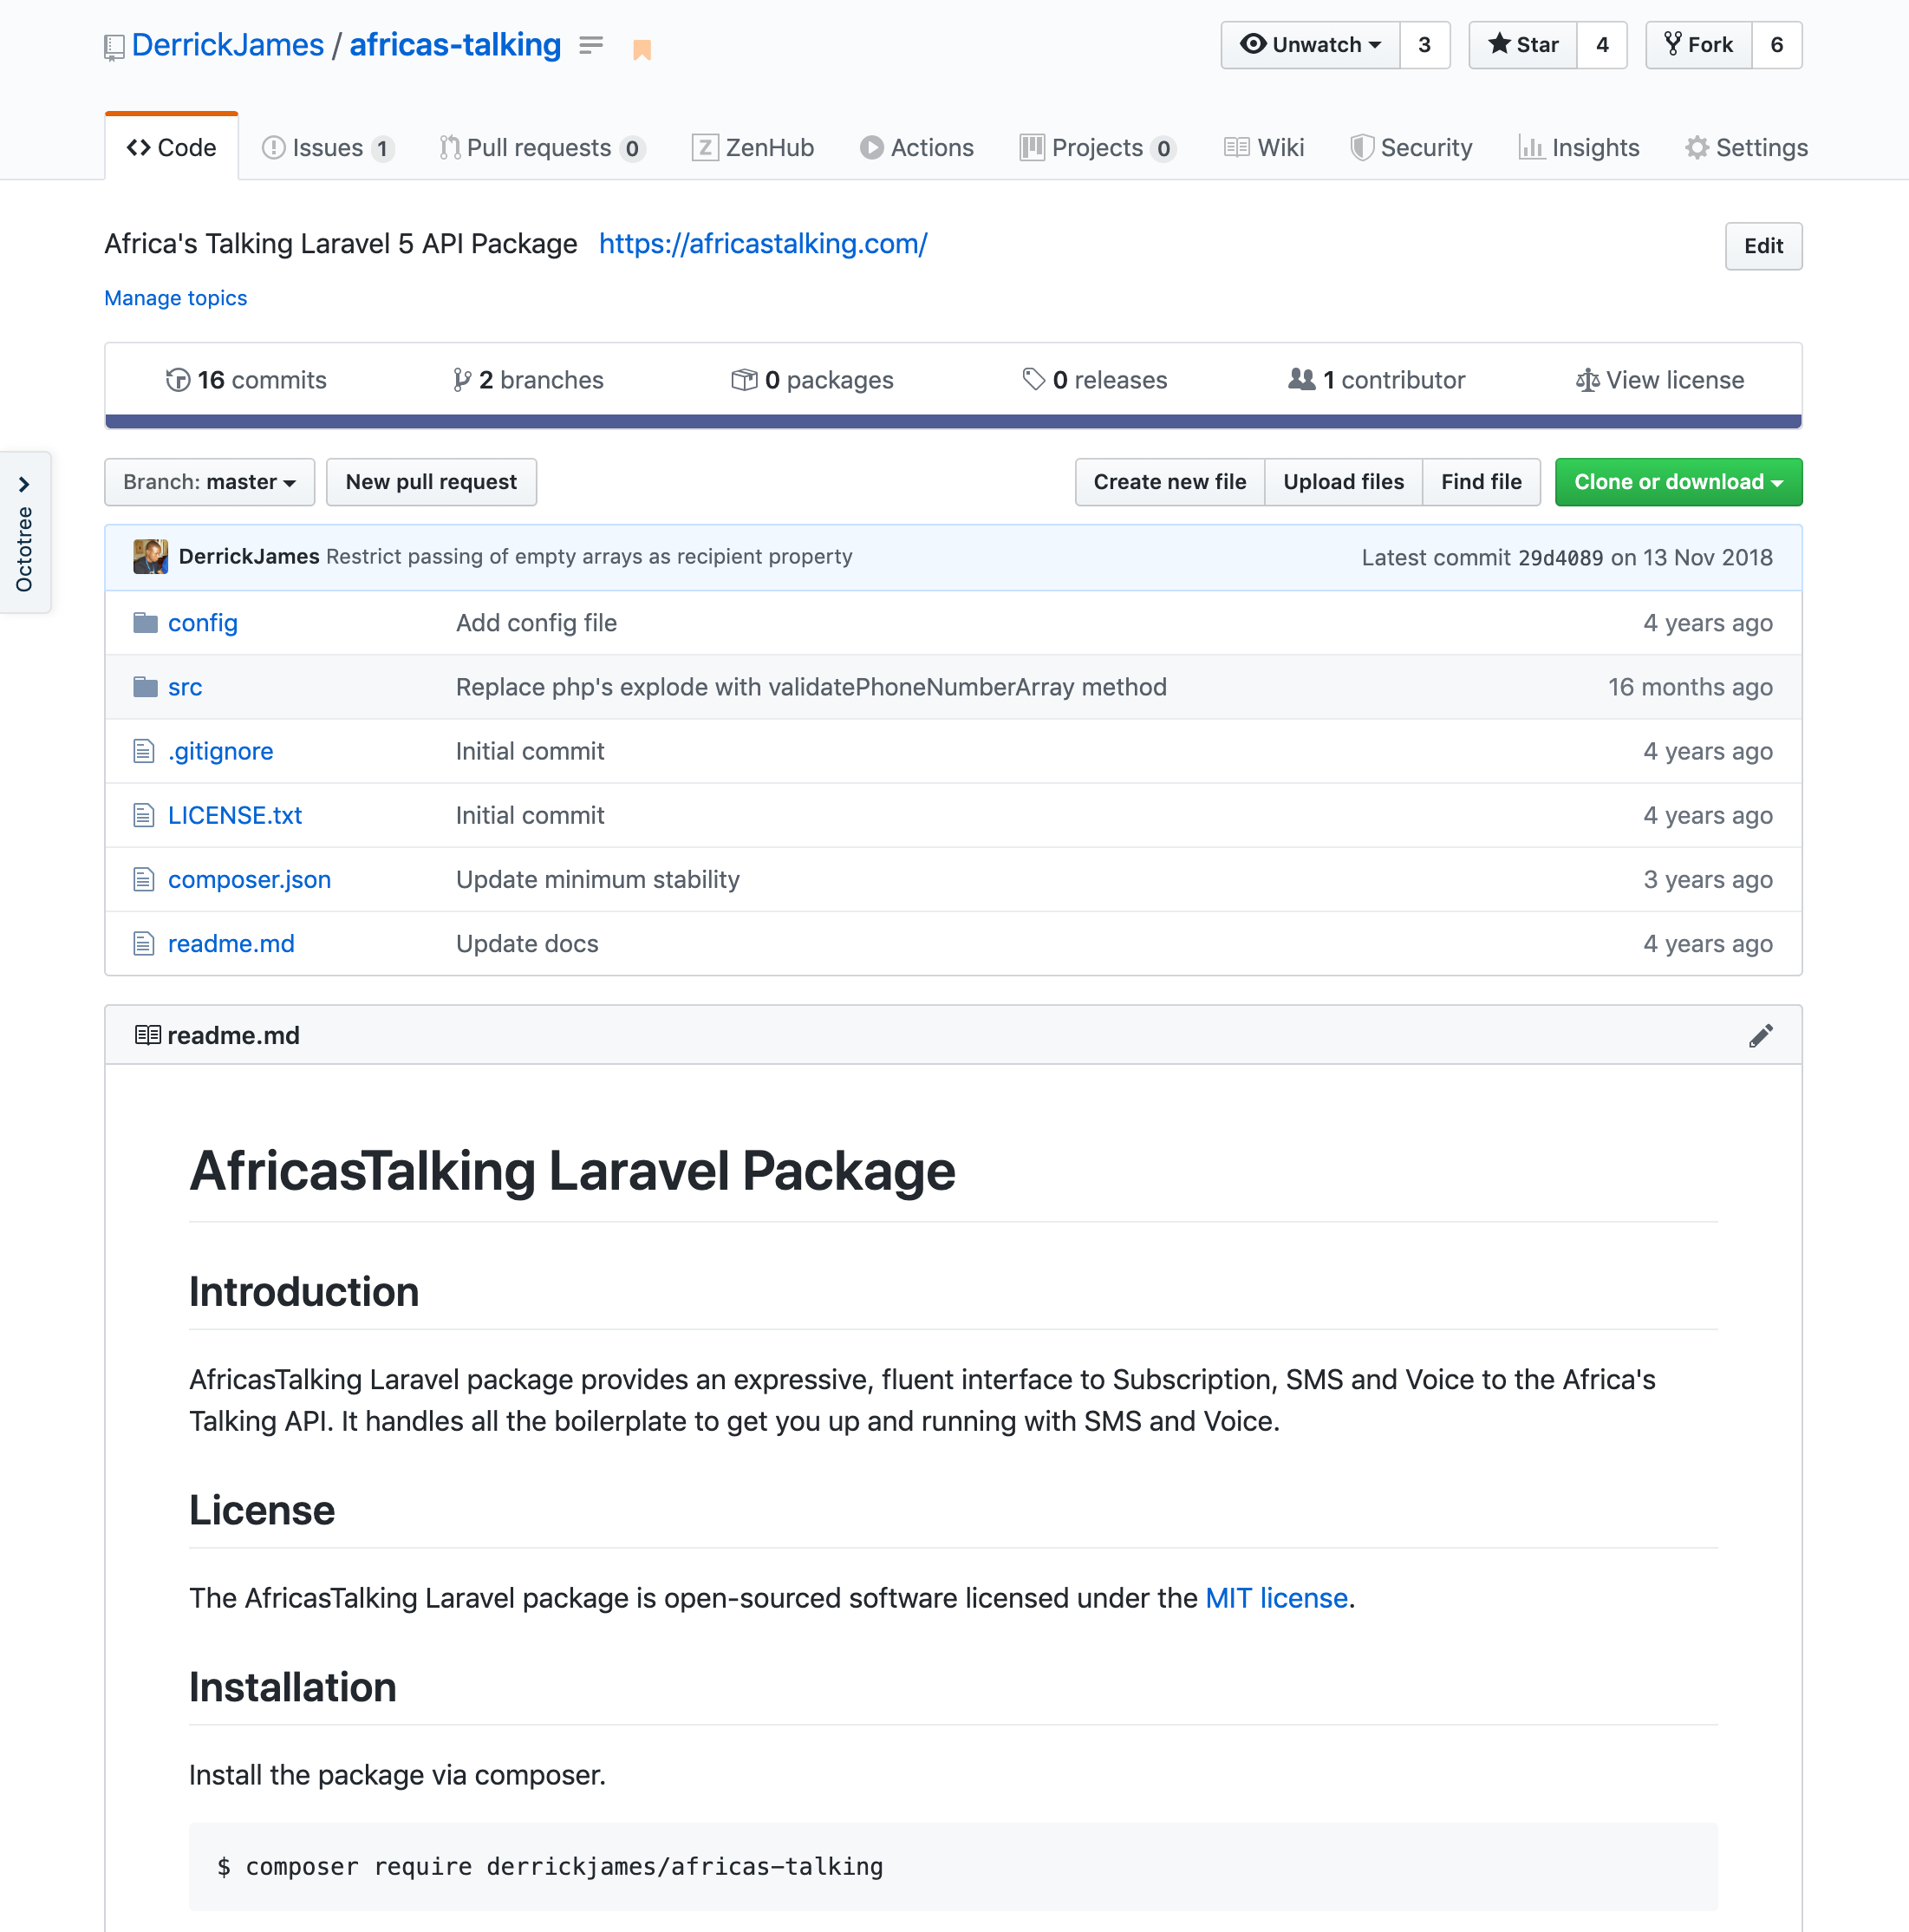 DerrickJames / africas-talking
Unwatch 3 Star 4 Fork 6
Code Issues 1 Pull requests 0 Z ZenHub Actions Projects 0 Wiki Security Insights Settings
Africa's Talking Laravel 5 API Package https://africastalking.com/
Edit
Manage topics
16 commits 2 branches 0 packages 0 releases 1 contributor View license
Octotree
Branch: master New pull request Create new file Upload files Find file Clone or download
DerrickJames Restrict passing of empty arrays as recipient property Latest commit 29d4089 on 13 Nov 2018
config Add config file 4 years ago
src Replace php's explode with validatePhoneNumberArray method 16 months ago
.gitignore Initial commit 4 years ago
LICENSE.txt Initial commit 4 years ago
composer.json Update minimum stability 3 years ago
readme.md Update docs 4 years ago
readme.md
AfricasTalking Laravel Package
Introduction
AfricasTalking Laravel package provides an expressive, fluent interface to Subscription, SMS and Voice to the Africa's
Talking API. It handles all the boilerplate to get you up and running with SMS and Voice.
License
The AfricasTalking Laravel package is open-sourced software licensed under the MIT license.
Installation
Install the package via composer.
$ composer require derrickjames/africas-talking